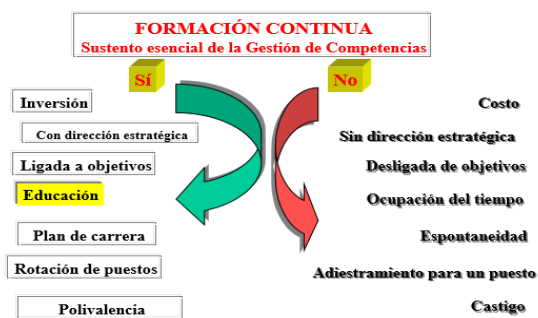 FORMACIÓN CONTINUA
Sustento esencial de la Gestión de Competencias
Sí
No
Inversión
Costo
Con dirección estratégica
Sin dirección estratégica
Ligada a objetivos
Desligada de objetivos
Educación
Ocupación del tiempo
Plan de carrera
Espontaneidad
Rotación de puestos
Adiestramiento para un puesto
Polivalencia
Castigo